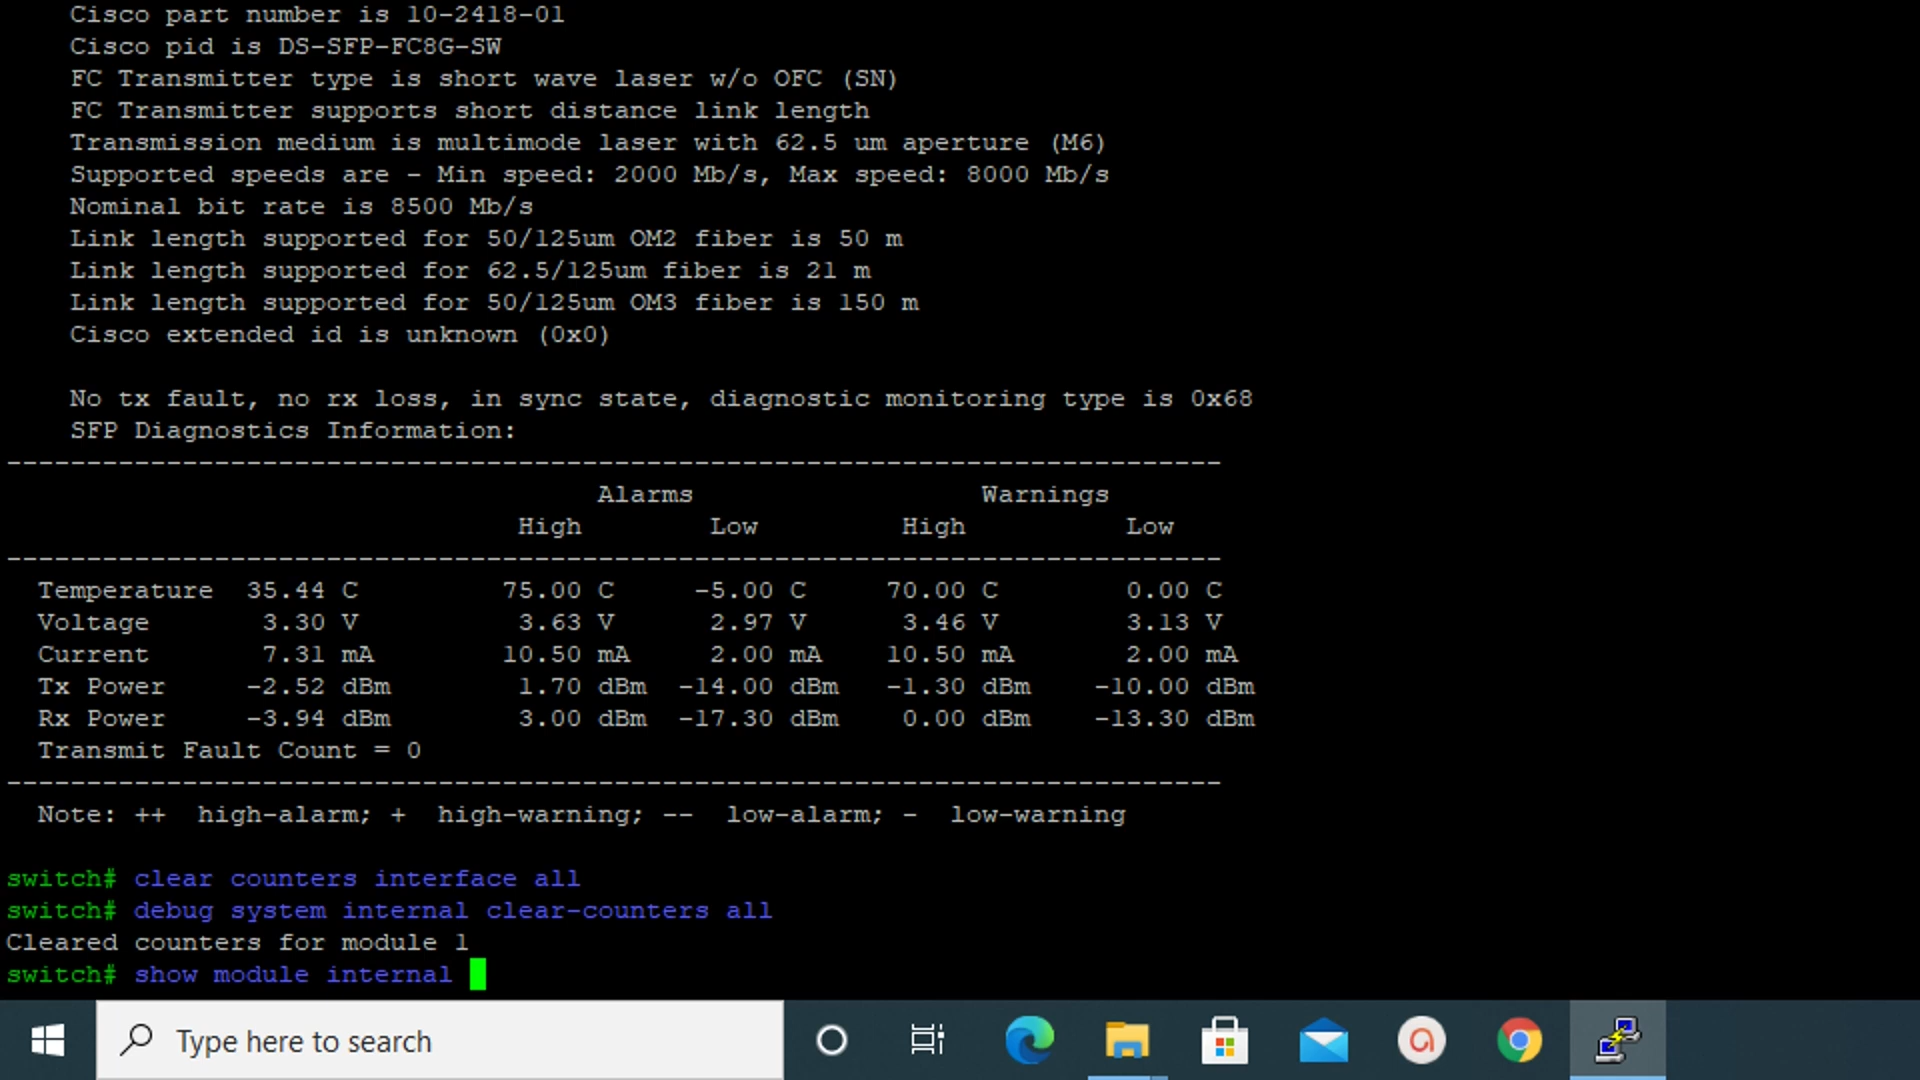 Cisco part number is 10-2418-01
Cisco pid is DS-SFP-FC8G-SW
FC Transmitter type is short wave laser w/o OFC (SN)
FC Transmitter supports short distance link length
Transmission medium is multimode laser with 62.5 um aperture (M6)
Supported speeds are - Min speed: 2000 Mb/s, Max speed: 8000 Mb/s
Nominal bit rate is 8500 Mb/s
Link length supported for 50/125um OM2 fiber is 50 m
Link length supported for 62.5/125um fiber is 21 m
Link length supported for 50/125um OM3 fiber is 150 m
Cisco extended id is unknown (0x0)
No tx fault, no rx loss, in sync state, diagnostic monitoring type is 0x68
SFP Diagnostics Information:
----------------------------------------------------------------------------
Alarms Warnings
High Low High Low
----------------------------------------------------------------------------
Temperature 35.44 C 75.00 C -5.00 C 70.00 C 0.00 C
Voltage 3.30 V 3.63 V 2.97 V 3.46 V 3.13 V
Current 7.31 mA 10.50 mA 2.00 mA 10.50 mA 2.00 mA
Tx Power -2.52 dBm 1.70 dBm -14.00 dBm -1.30 dBm -10.00 dBm
Rx Power -3.94 dBm 3.00 dBm -17.30 dBm 0.00 dBm -13.30 dBm
Transmit Fault Count = 0
----------------------------------------------------------------------------
Note: ++ high-alarm; + high-warning; -- low-alarm; - low-warning
switch# clear counters interface all
switch# debug system internal clear-counters all
Cleared counters for module 1
switch# show module internal
Type here to search